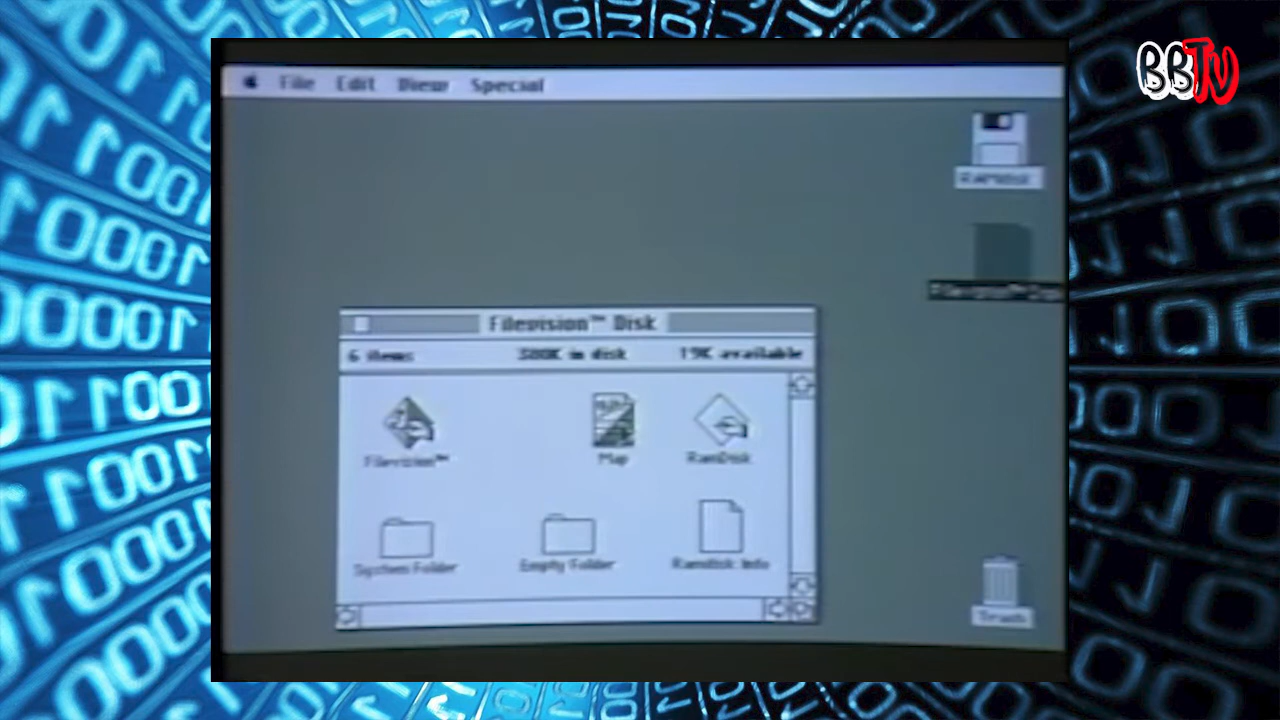 BBTV
File Edit View Special
RAMDisk
Filevision™ Disk
6 items 380K in disk 19K available
Filevision™ Map RamDisk
System Folder Empty Folder Ramdisk Info
Trash